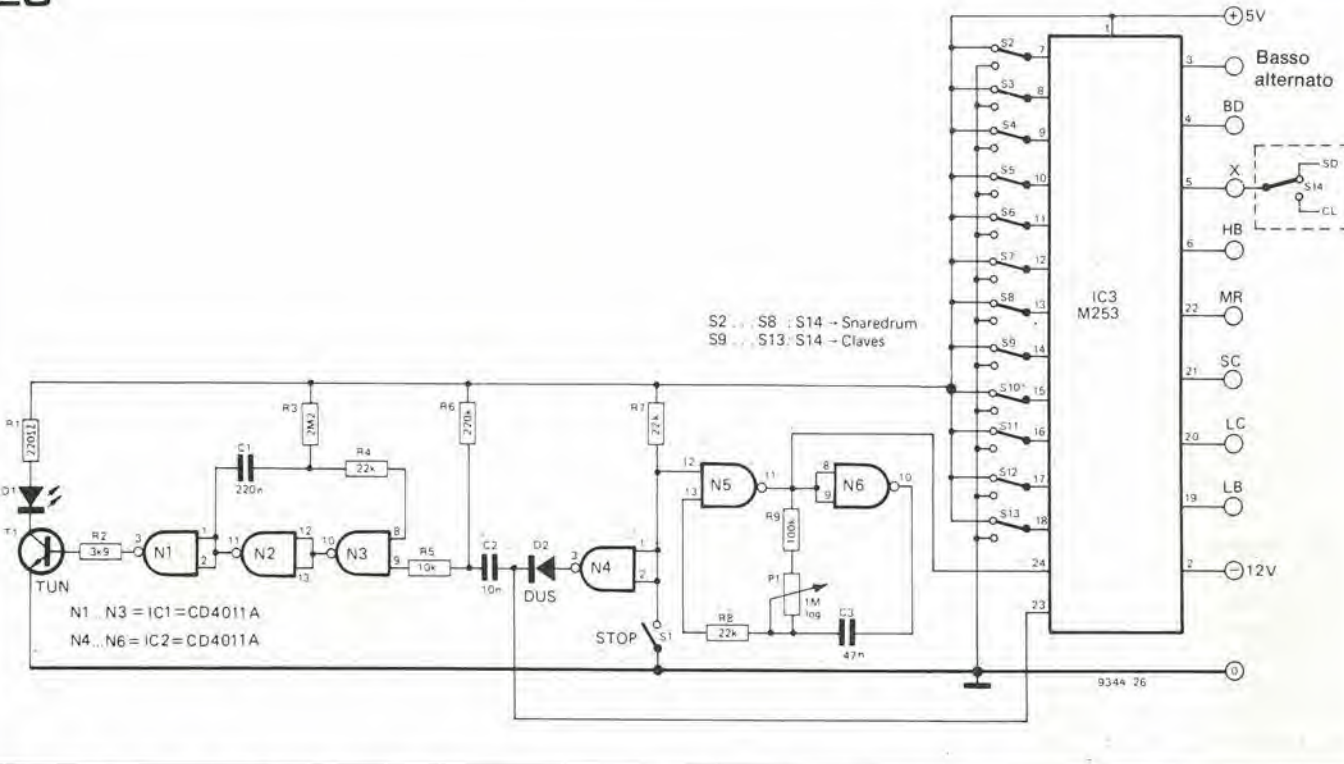 5V
1
S2
7
3
Basso
alternato
S3
8
BD
4
S4
9
X
5
SD
S14
CL
S5
10
S6
11
HB
6
S7
12
S8
13
IC3
M253
MR
22
S2...S8 : S14 → Snaredrum
S9...S13: S14 → Claves
S9
14
SC
21
S10
15
S11
16
LC
20
S12
17
LB
19
S13
18
24
2
12V
23
R1
220Ω
D1
T1
TUN
R2
3k9
3
N1
1
2
C1
220n
R3
2M2
R4
22k
11
N2
12
13
10
N3
8
9
R5
10k
R6
220k
C2
10n
D2
DUS
3
N4
1
2
R7
22k
STOP
S1
12
13
N5
11
8
9
N6
10
R9
100k
P1
1M
log
R8
22k
C3
47n
N1...N3 = IC1 = CD4011A
N4...N6 = IC2 = CD4011A
0
9344 26